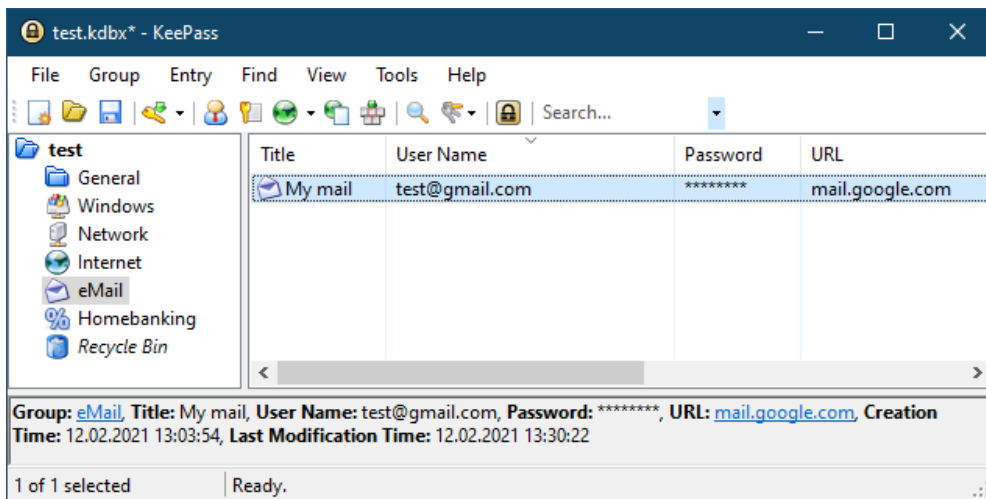 test.kdbx* - KeePass
File Group Entry Find View Tools Help
Search...
test
General
Windows
Network
Internet
eMail
Homebanking
Recycle Bin
Title User Name Password URL
My mail test@gmail.com ******** mail.google.com
Group: eMail, Title: My mail, User Name: test@gmail.com, Password: ********, URL: mail.google.com, Creation
Time: 12.02.2021 13:03:54, Last Modification Time: 12.02.2021 13:30:22
1 of 1 selected Ready.